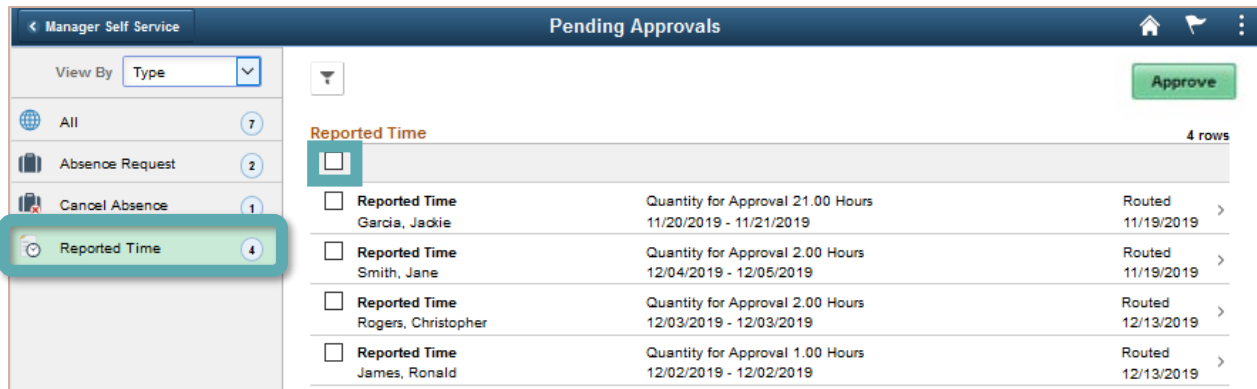 Manager Self Service
Pending Approvals
View By Type
Approve
All 7
Absence Request 2
Cancel Absence 1
Reported Time 4
Reported Time 4 rows
Reported Time Quantity for Approval 21.00 Hours Routed
Garcia, Jackie 11/20/2019 - 11/21/2019 11/19/2019
Reported Time Quantity for Approval 2.00 Hours Routed
Smith, Jane 12/04/2019 - 12/05/2019 11/19/2019
Reported Time Quantity for Approval 2.00 Hours Routed
Rogers, Christopher 12/03/2019 - 12/03/2019 12/13/2019
Reported Time Quantity for Approval 1.00 Hours Routed
James, Ronald 12/02/2019 - 12/02/2019 12/13/2019